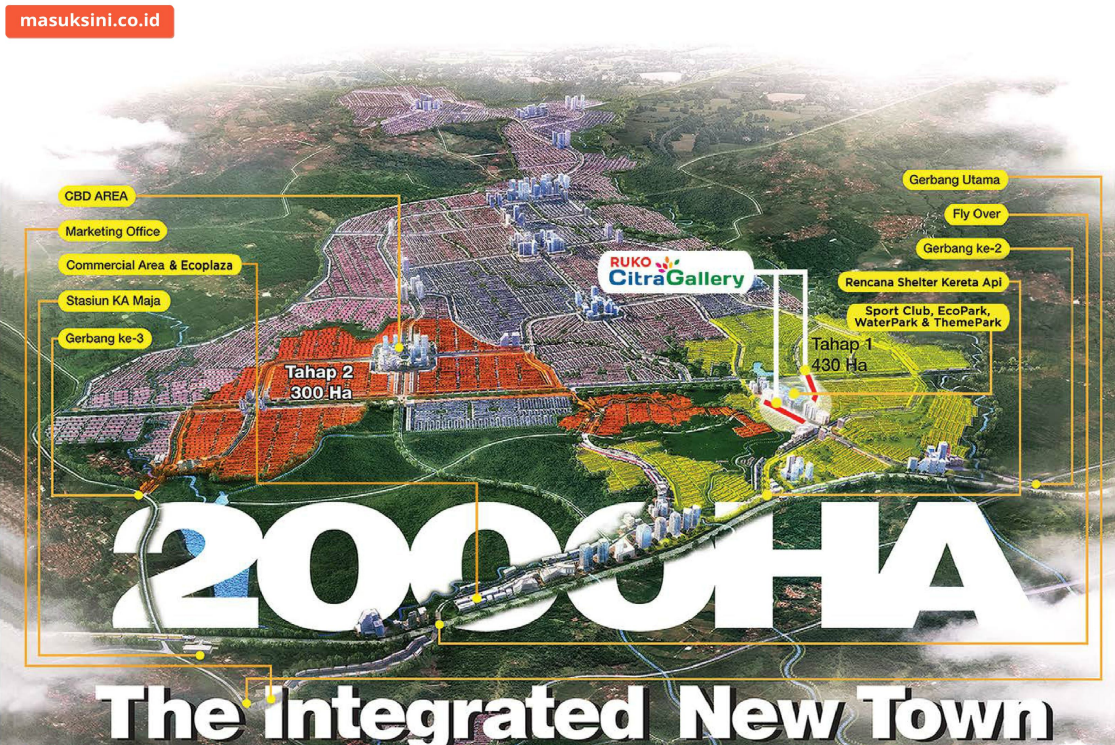 masuksini.co.id
CBD AREA
Marketing Office
Commercial Area & Ecoplaza
Stasiun KA Maja
Gerbang ke-3
Gerbang Utama
Fly Over
Gerbang ke-2
Rencana Shelter Kereta Api
Sport Club, EcoPark,
WaterPark & ThemePark
RUKO
CitraGallery
Tahap 1
430 Ha
Tahap 2
300 Ha
2000HA
The Integrated New Town